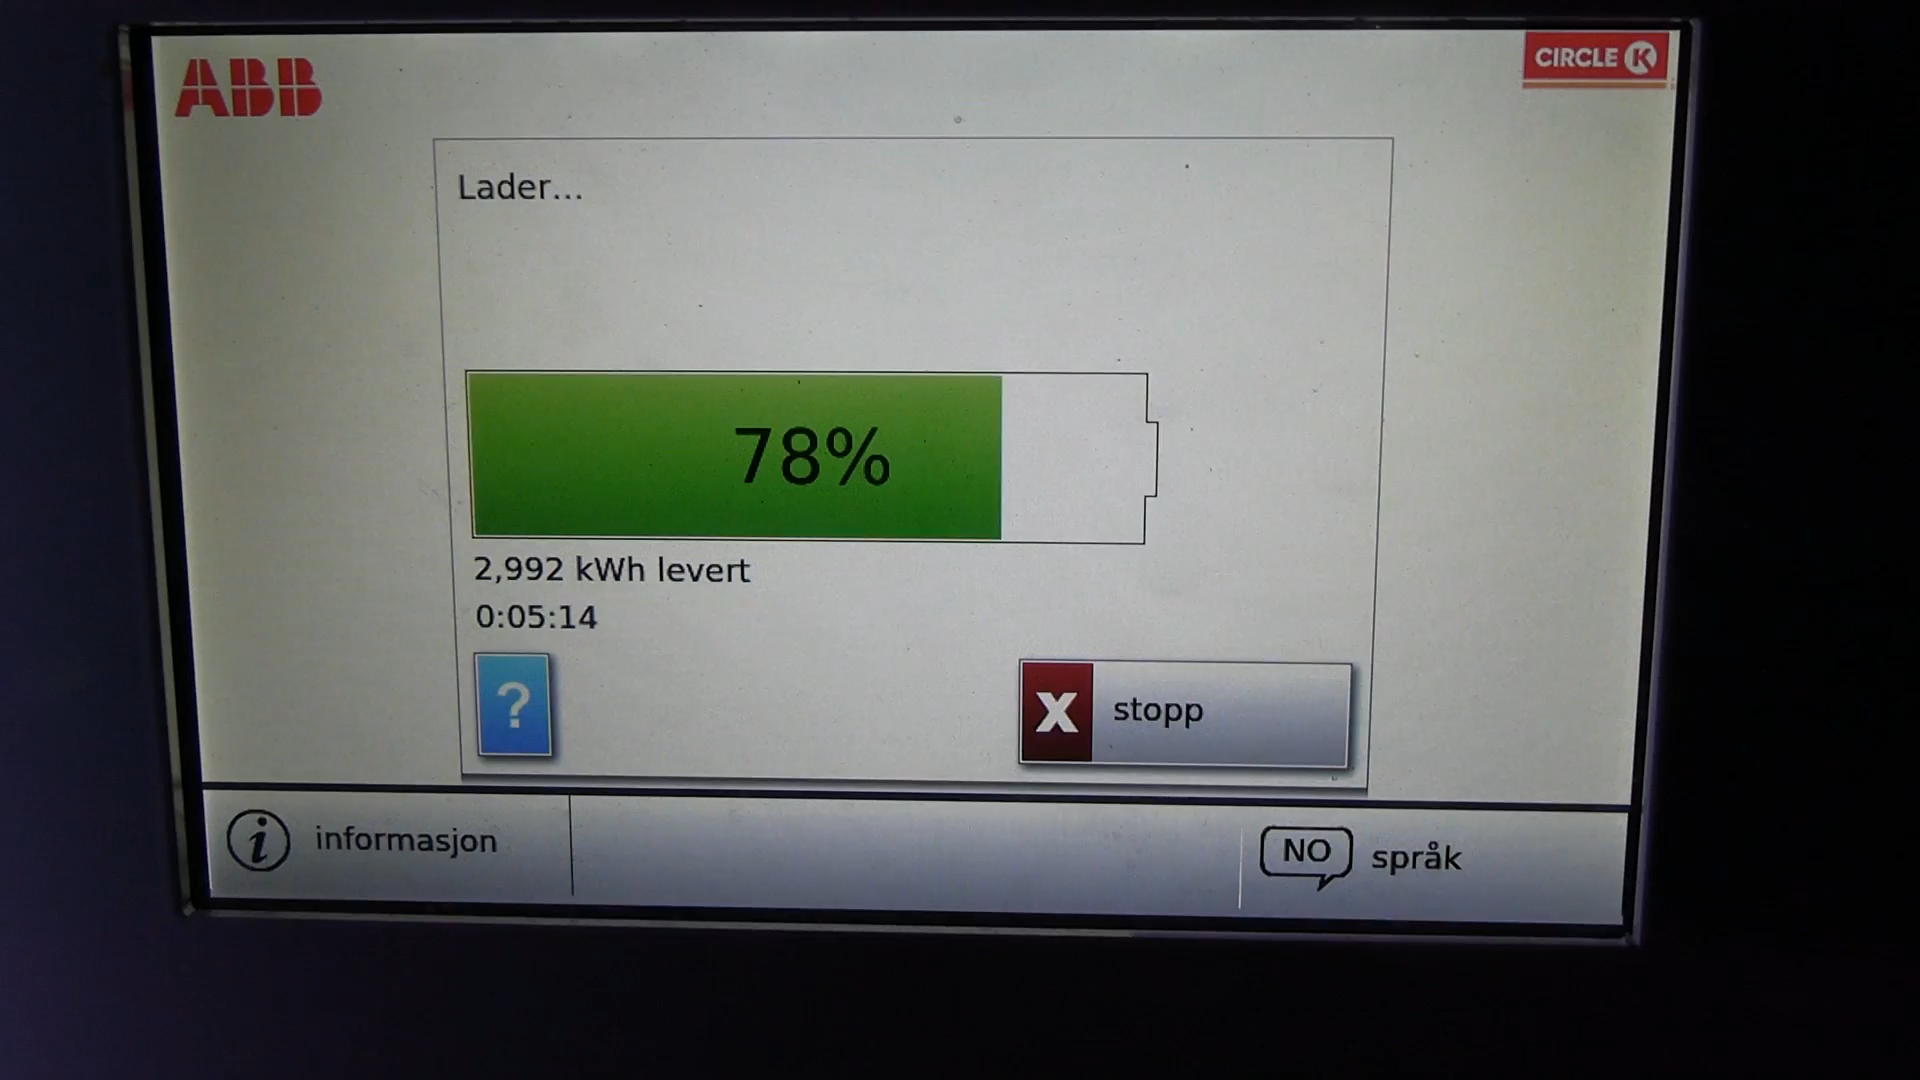 ABB
CIRCLE K
Lader...
78%
2,992 kWh levert
0:05:14
?
X stopp
i informasjon
NO språk